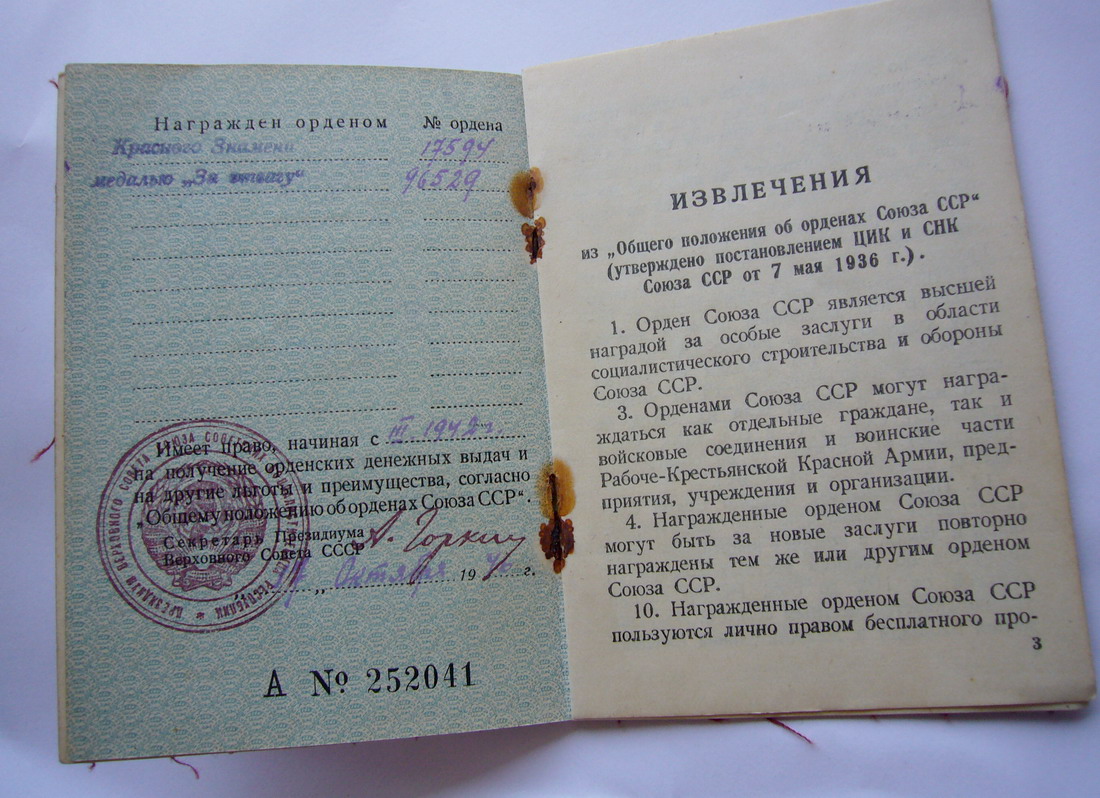 Награжден орденом № ордена
Красного Знамени 17594
медалью „За отвагу" 96529
Имеет право, начиная с III 1942 г.
на получение орденских денежных выдач и
на другие льготы и преимущества, согласно
„Общему положению об орденах Союза ССР“.
Секретарь Президиума
Верховного Совета СССР А. Горкин
„ Октября 19 46 г.
А № 252041
ИЗВЛЕЧЕНИЯ
из „Общего положения об орденах Союза ССР“
(утверждено постановлением ЦИК и СНК
Союза ССР от 7 мая 1936 г.).
1. Орден Союза ССР является высшей
наградой за особые заслуги в области
социалистического строительства и обороны
Союза ССР.
3. Орденами Союза ССР могут награ-
ждаться как отдельные граждане, так и
войсковые соединения и воинские части
Рабоче-Крестьянской Красной Армии, пред-
приятия, учреждения и организации.
4. Награжденные орденом Союза ССР
могут быть за новые заслуги повторно
награждены тем же или другим орденом
Союза ССР.
10. Награжденные орденом Союза ССР
пользуются лично правом бесплатного про-
3